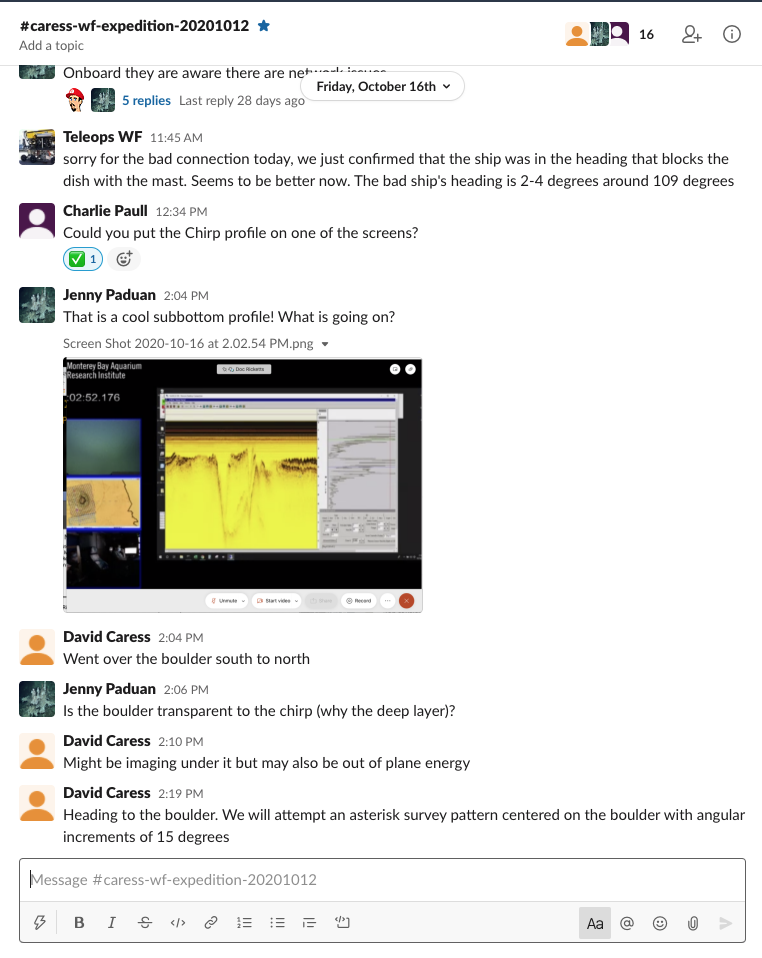 #caress-wf-expedition-20201012
Add a topic
16
Onboard they are aware there are network issues
Friday, October 16th
5 replies Last reply 28 days ago
Teleops WF 11:45 AM
sorry for the bad connection today, we just confirmed that the ship was in the heading that blocks the
dish with the mast. Seems to be better now. The bad ship's heading is 2-4 degrees around 109 degrees
Charlie Paull 12:34 PM
Could you put the Chirp profile on one of the screens?
1
Jenny Paduan 2:04 PM
That is a cool subbottom profile! What is going on?
Screen Shot 2020-10-16 at 2.02.54 PM.png
Monterey Bay Aquarium
Research Institute
Doc Ricketts
02:52.176
Unmute
Start video
Share
Record
David Caress 2:04 PM
Went over the boulder south to north
Jenny Paduan 2:06 PM
Is the boulder transparent to the chirp (why the deep layer)?
David Caress 2:10 PM
Might be imaging under it but may also be out of plane energy
David Caress 2:19 PM
Heading to the boulder. We will attempt an asterisk survey pattern centered on the boulder with angular
increments of 15 degrees
Message #caress-wf-expedition-20201012
B I S Aa @